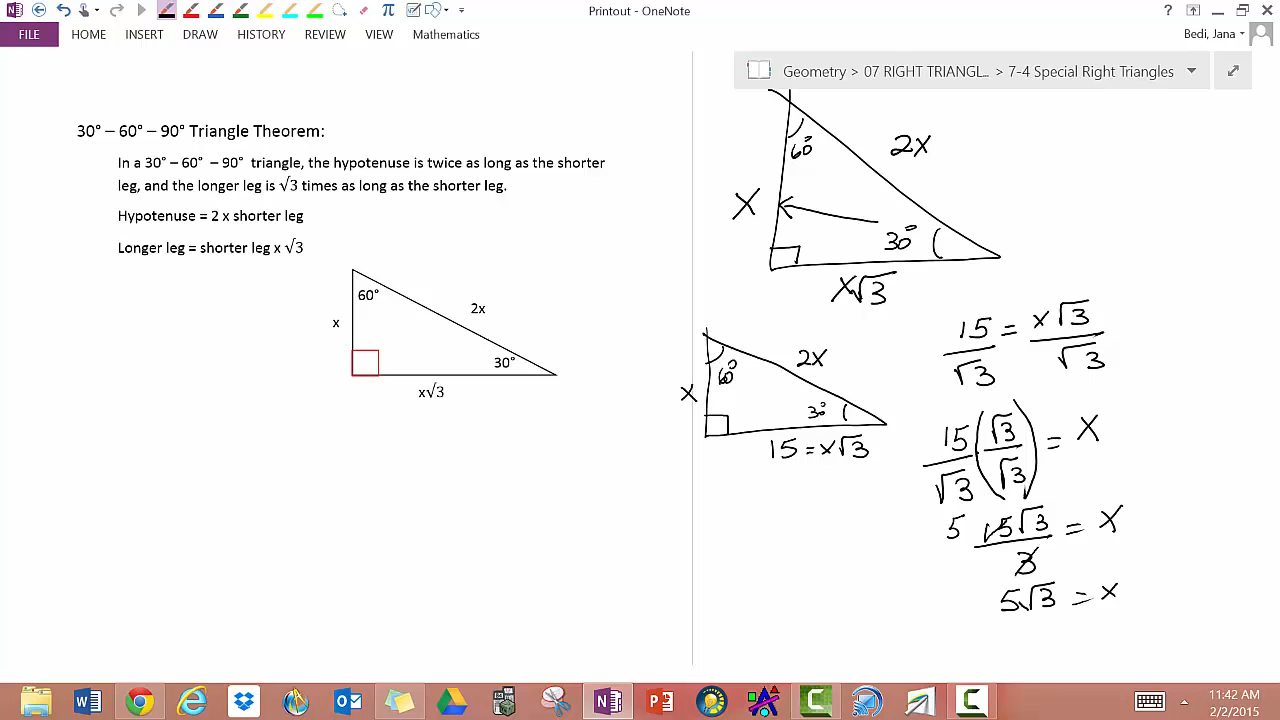 Printout - OneNote
?
FILE HOME INSERT DRAW HISTORY REVIEW VIEW Mathematics
Bedi, Jana
Geometry > 07 RIGHT TRIANGL... > 7-4 Special Right Triangles
30° – 60° – 90° Triangle Theorem:
In a 30° – 60° – 90° triangle, the hypotenuse is twice as long as the shorter
leg, and the longer leg is √3 times as long as the shorter leg.
Hypotenuse = 2 x shorter leg
Longer leg = shorter leg x √3
60°
2x
x
30°
x√3
60°
2x
x
30°
x√3
60°
2x
x
30°
15 = x√3
15/√3 = x√3/√3
15/√3 (√3/√3) = x
5 15√3/3 = x
5√3 = x
11:42 AM
2/2/2015